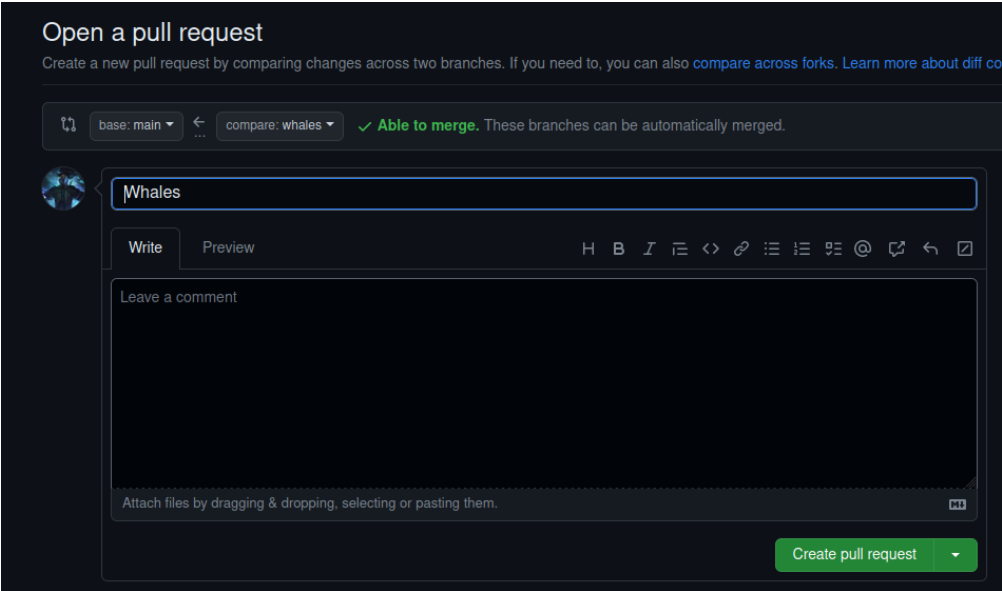 Open a pull request
Create a new pull request by comparing changes across two branches. If you need to, you can also compare across forks. Learn more about diff co
base: main ← compare: whales ✓ Able to merge. These branches can be automatically merged.
...
Whales
Write Preview
Leave a comment
Attach files by dragging & dropping, selecting or pasting them.
Create pull request